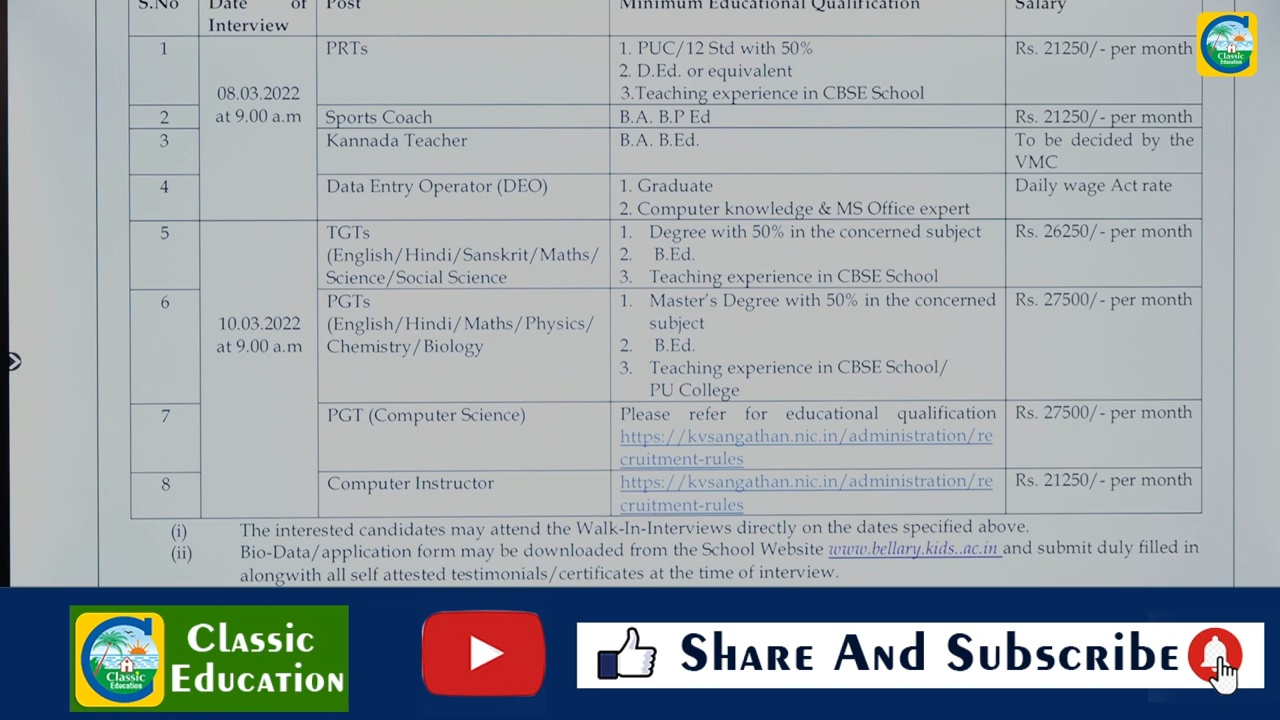 S.No Date of Post Minimum Educational Qualification Salary
Interview
1 PRTs 1. PUC/12 Std with 50% Rs. 21250/- per month
2. D.Ed. or equivalent
08.03.2022 3.Teaching experience in CBSE School
at 9.00 a.m
2 Sports Coach B.A. B.P Ed Rs. 21250/- per month
3 Kannada Teacher B.A. B.Ed. To be decided by the
VMC
4 Data Entry Operator (DEO) 1. Graduate Daily wage Act rate
2. Computer knowledge & MS Office expert
5 TGTs 1. Degree with 50% in the concerned subject Rs. 26250/- per month
(English/Hindi/Sanskrit/Maths/ 2. B.Ed.
Science/Social Science 3. Teaching experience in CBSE School
6 PGTs 1. Master's Degree with 50% in the concerned Rs. 27500/- per month
10.03.2022 (English/Hindi/Maths/Physics/ subject
at 9.00 a.m Chemistry/Biology 2. B.Ed.
3. Teaching experience in CBSE School/
PU College
7 PGT (Computer Science) Please refer for educational qualification Rs. 27500/- per month
https://kvsangathan.nic.in/administration/re
cruitment-rules
8 Computer Instructor https://kvsangathan.nic.in/administration/re Rs. 21250/- per month
cruitment-rules
(i) The interested candidates may attend the Walk-In-Interviews directly on the dates specified above.
(ii) Bio-Data/application form may be downloaded from the School Website www.bellary.kids..ac.in and submit duly filled in
alongwith all self attested testimonials/certificates at the time of interview.
Classic
Education
Classic
Education
Classic
Education
Share And Subscribe